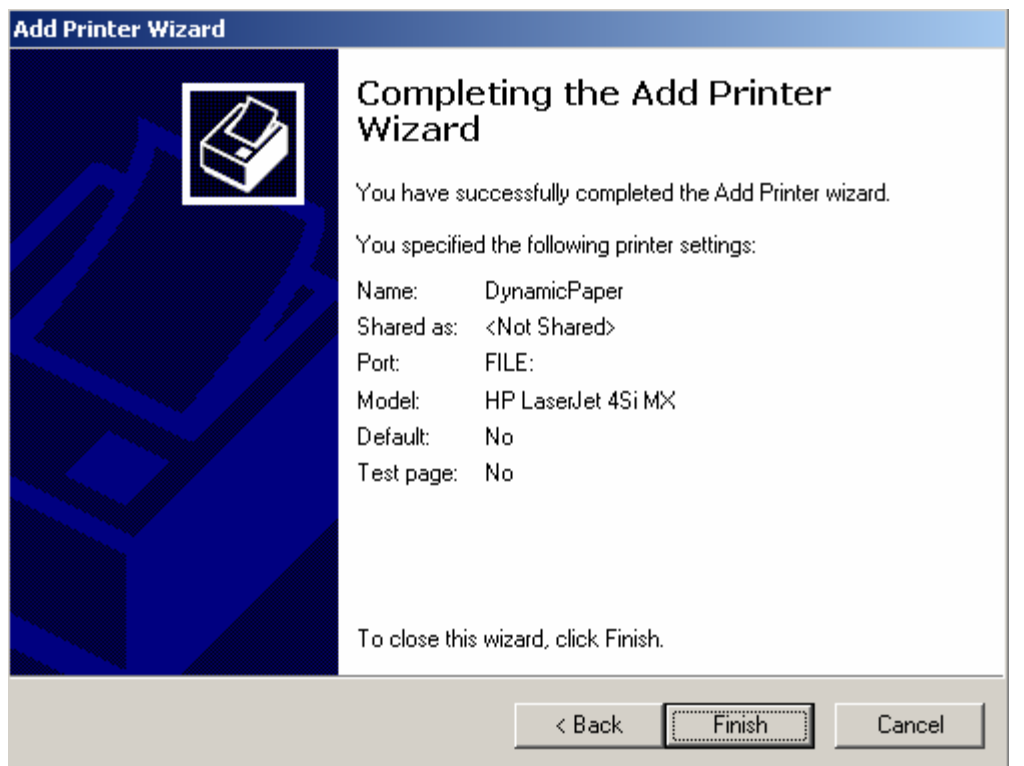 Add Printer Wizard
Completing the Add Printer
Wizard
You have successfully completed the Add Printer wizard.
You specified the following printer settings:
Name: DynamicPaper
Shared as: <Not Shared>
Port: FILE:
Model: HP LaserJet 4Si MX
Default: No
Test page: No
To close this wizard, click Finish.
< Back Finish Cancel